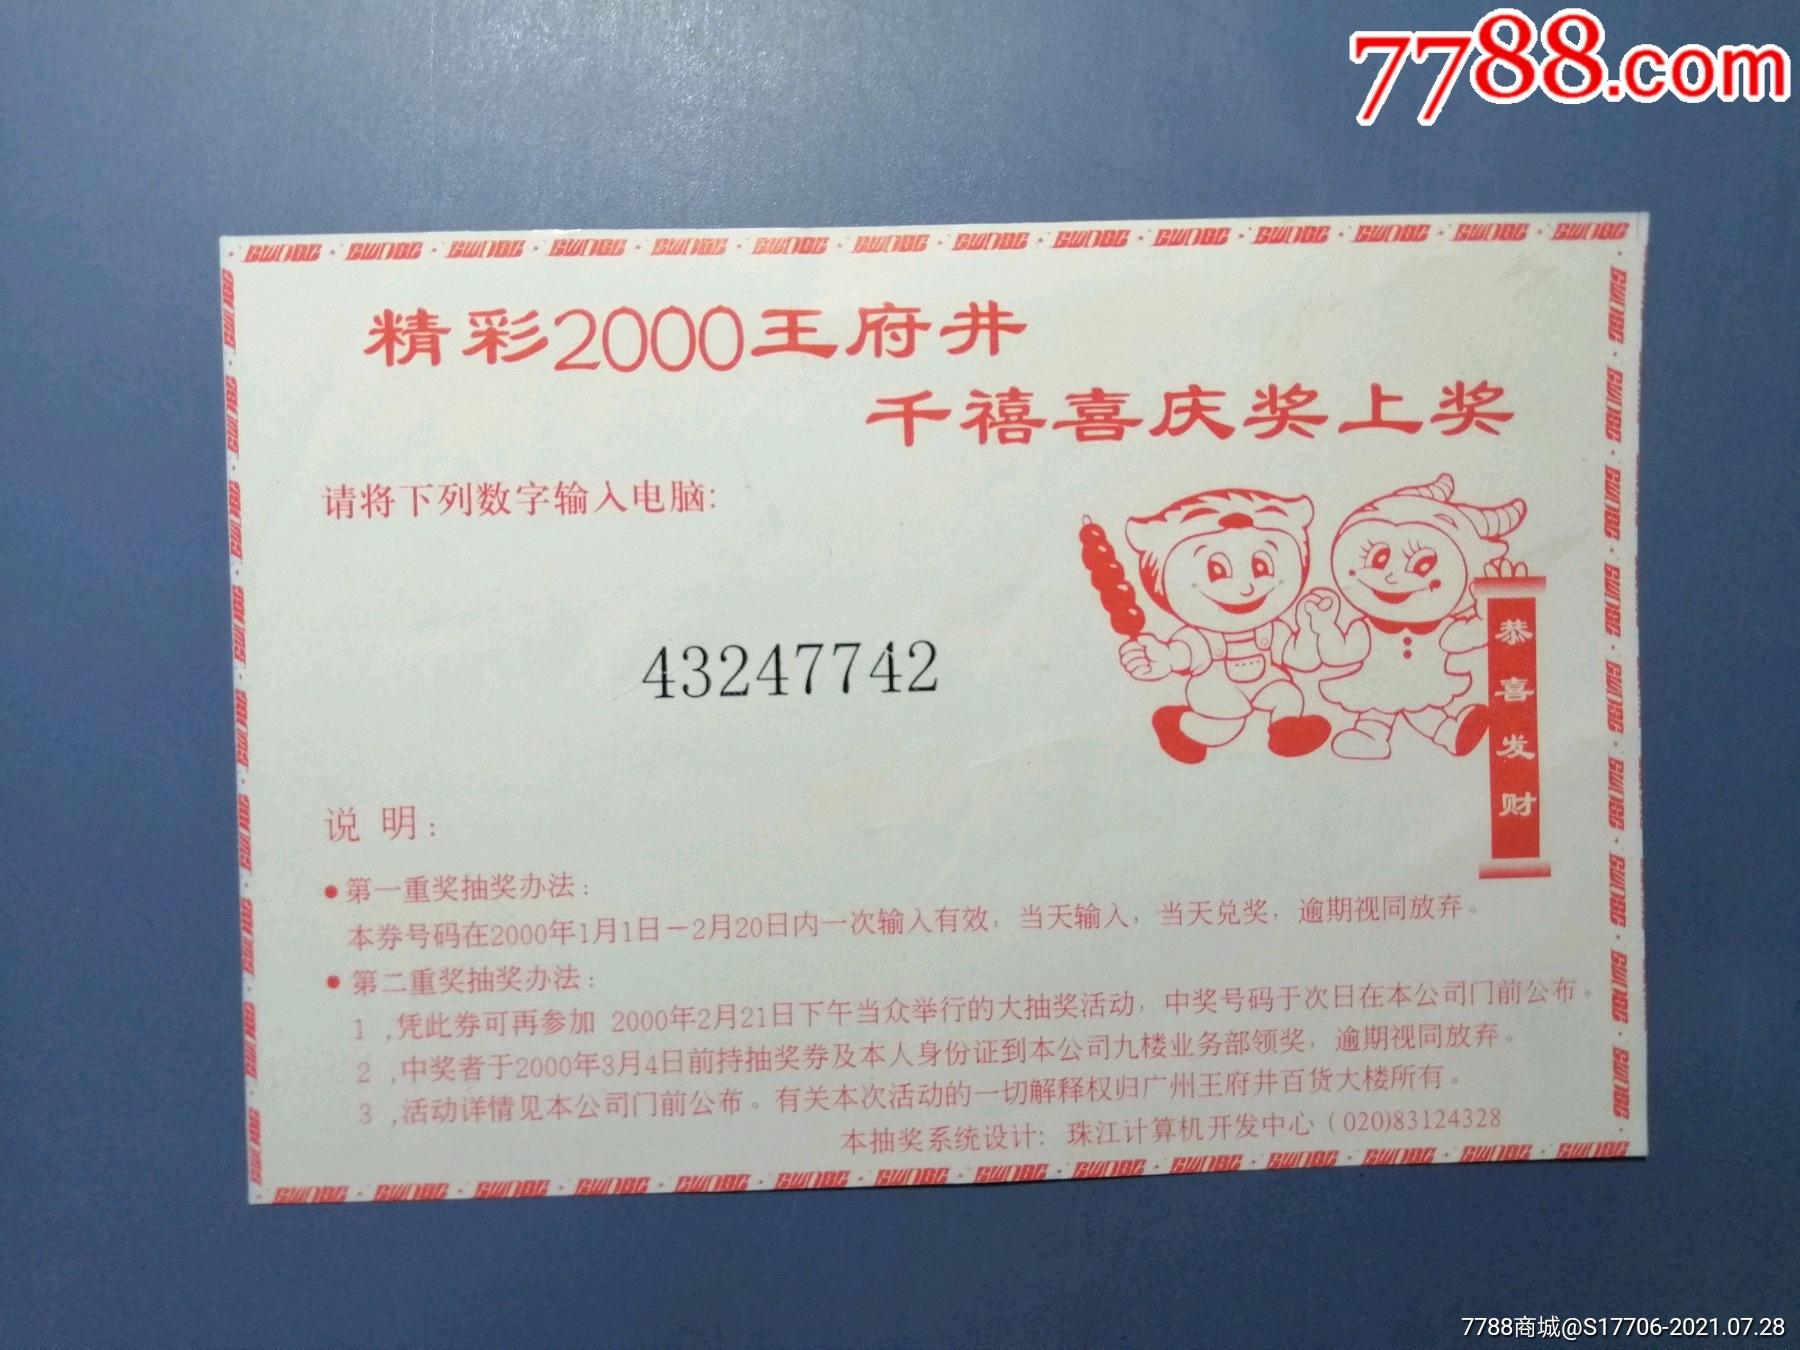 7788.com
精彩2000王府井
千禧喜庆奖上奖
请将下列数字输入电脑:
43247742
恭喜发财
说 明:
●第一重奖抽奖办法:
本券号码在2000年1月1日－2月20日内一次输入有效，当天输入，当天兑奖，逾期视同放弃。
●第二重奖抽奖办法:
1 ,凭此券可再参加 2000年2月21日下午当众举行的大抽奖活动，中奖号码于次日在本公司门前公布。
2 ,中奖者于2000年3月4日前持抽奖券及本人身份证到本公司九楼业务部领奖，逾期视同放弃。
3 ,活动详情见本公司门前公布。有关本次活动的一切解释权归广州王府井百货大楼所有。
本抽奖系统设计: 珠江计算机开发中心 (020)83124328
7788商城@S17706-2021.07.28